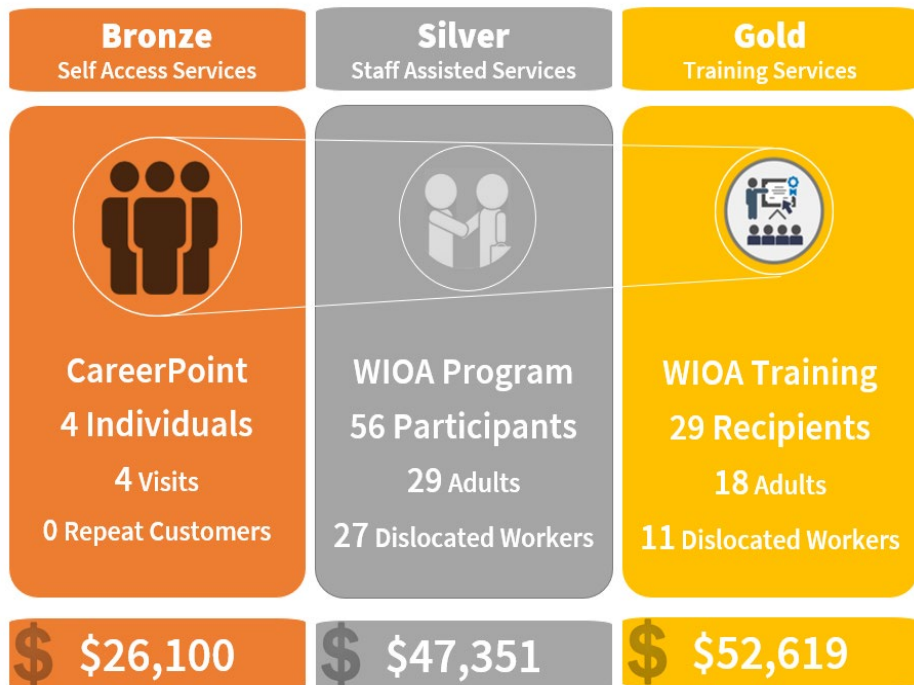 Bronze
Self Access Services
CareerPoint
4 Individuals
4 Visits
0 Repeat Customers
$ $26,100
Silver
Staff Assisted Services
WIOA Program
56 Participants
29 Adults
27 Dislocated Workers
$ $47,351
Gold
Training Services
WIOA Training
29 Recipients
18 Adults
11 Dislocated Workers
$ $52,619